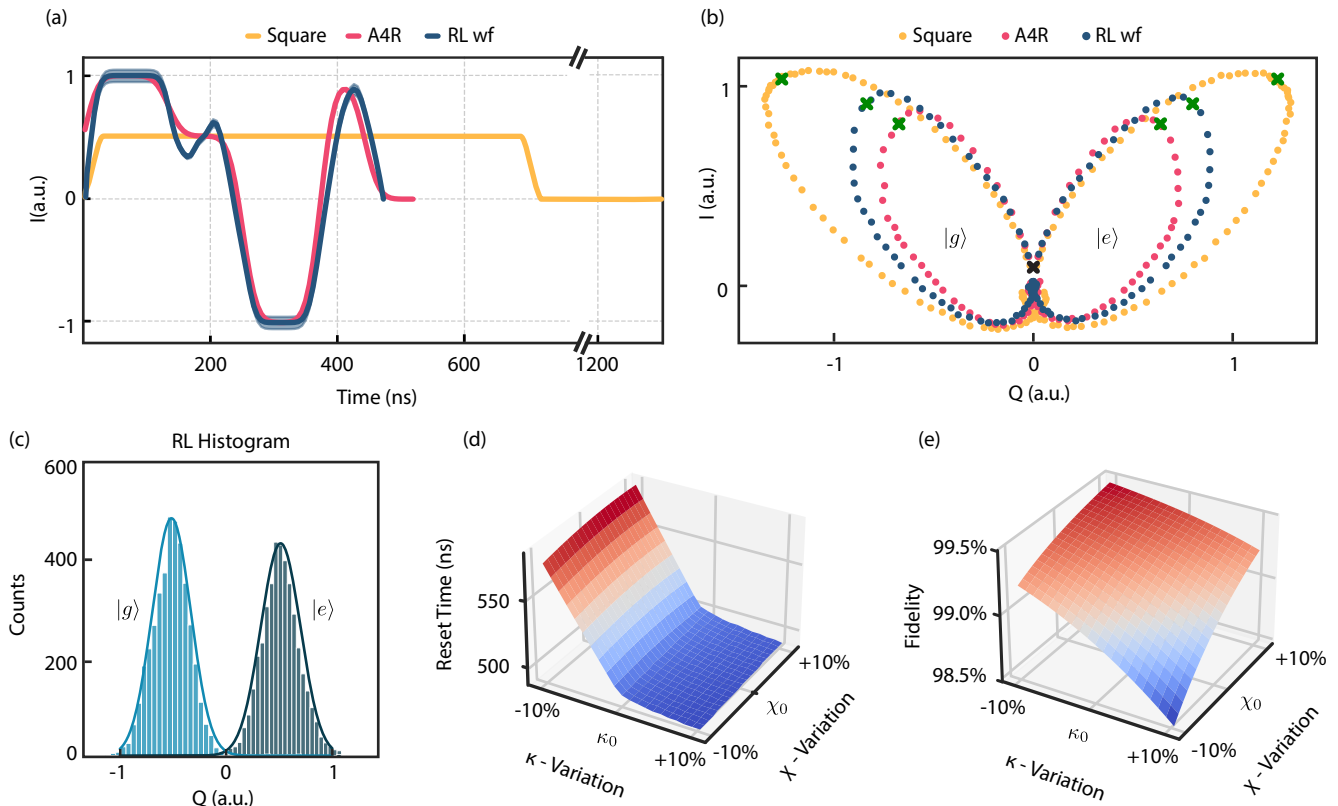 (a)
Square A4R RL wf
1
0
-1
I(a.u.)
200 400 600 1200
Time (ns)
(b)
Square A4R RL wf
1
0
I (a.u.)
|g⟩ |e⟩
-1 0 1
Q (a.u.)
(c)
RL Histogram
600
400
200
0
Counts
|g⟩ |e⟩
-1 0 1
Q (a.u.)
(d)
Reset Time (ns)
550
500
-10% κ₀ +10%
κ - Variation
-10% χ₀ +10%
X - Variation
(e)
Fidelity
99.5%
99.0%
98.5%
-10% κ₀ +10%
κ - Variation
-10% χ₀ +10%
X - Variation